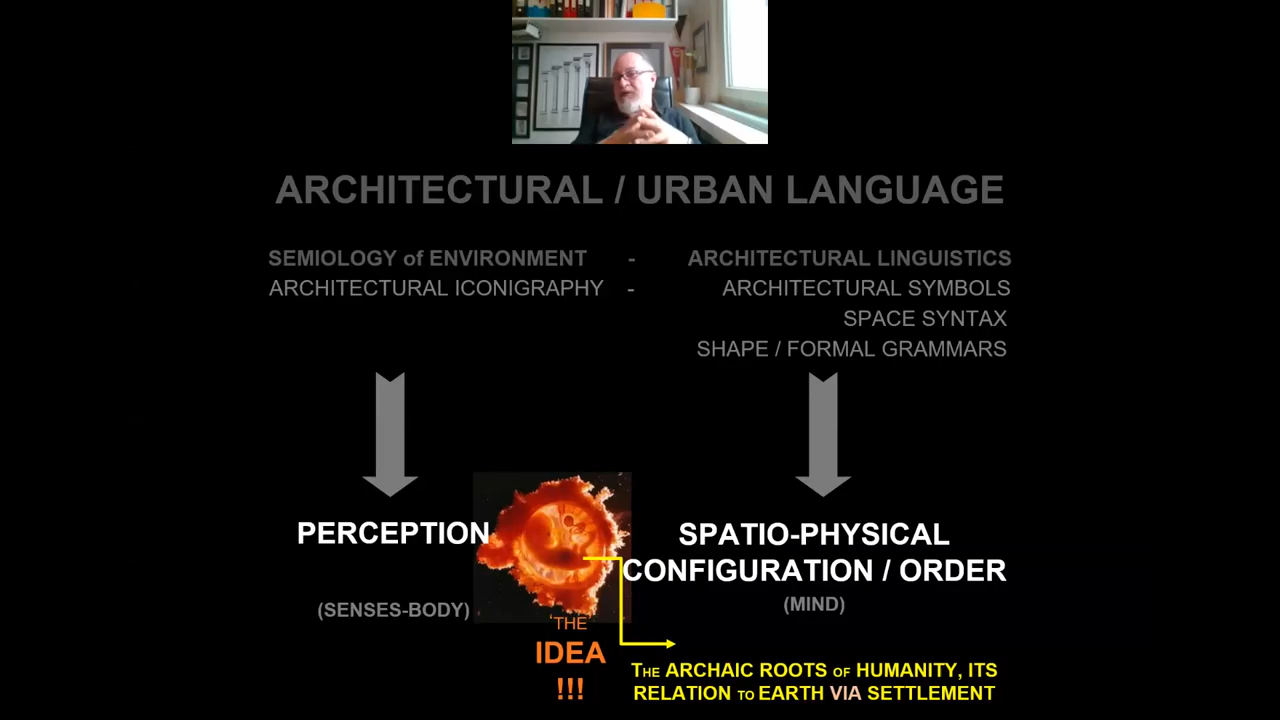 ARCHITECTURAL / URBAN LANGUAGE
SEMIOLOGY of ENVIRONMENT - ARCHITECTURAL LINGUISTICS
ARCHITECTURAL ICONIGRAPHY - ARCHITECTURAL SYMBOLS
SPACE SYNTAX
SHAPE / FORMAL GRAMMARS
PERCEPTION
SPATIO-PHYSICAL
CONFIGURATION / ORDER
(SENSES-BODY)
(MIND)
‘THE’
IDEA
!!!
THE ARCHAIC ROOTS OF HUMANITY, ITS
RELATION TO EARTH VIA SETTLEMENT